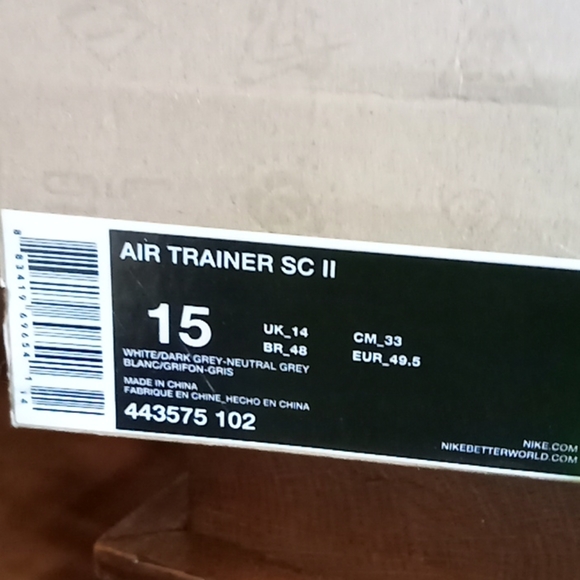 AIR TRAINER SC II
15
UK_14
BR_48
CM_33
EUR_49.5
WHITE/DARK GREY-NEUTRAL GREY
BLANC/GRIFON-GRIS
MADE IN CHINA
FABRIQUE EN CHINE_HECHO EN CHINA
443575 102
NIKE.COM
NIKEBETTERWORLD.COM